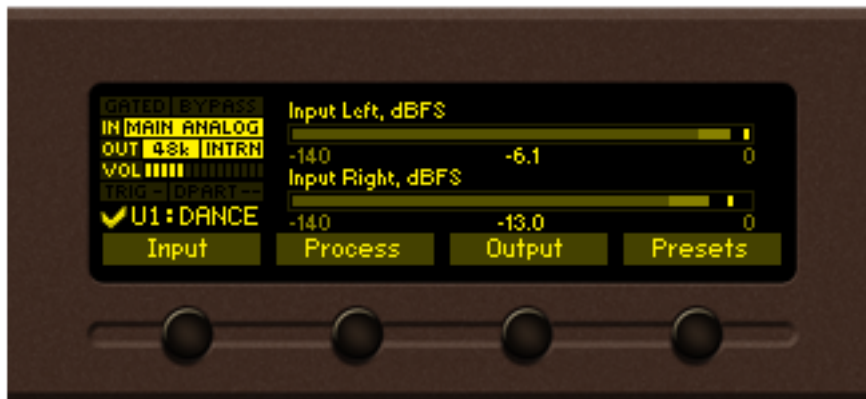 GATED BYPASS
IN MAIN ANALOG
OUT 48k INTRN
VOL
TRIG - DPART --
U1:DANCE
Input Left, dBFS
-140 -6.1 0
Input Right, dBFS
-140 -13.0 0
Input Process Output Presets